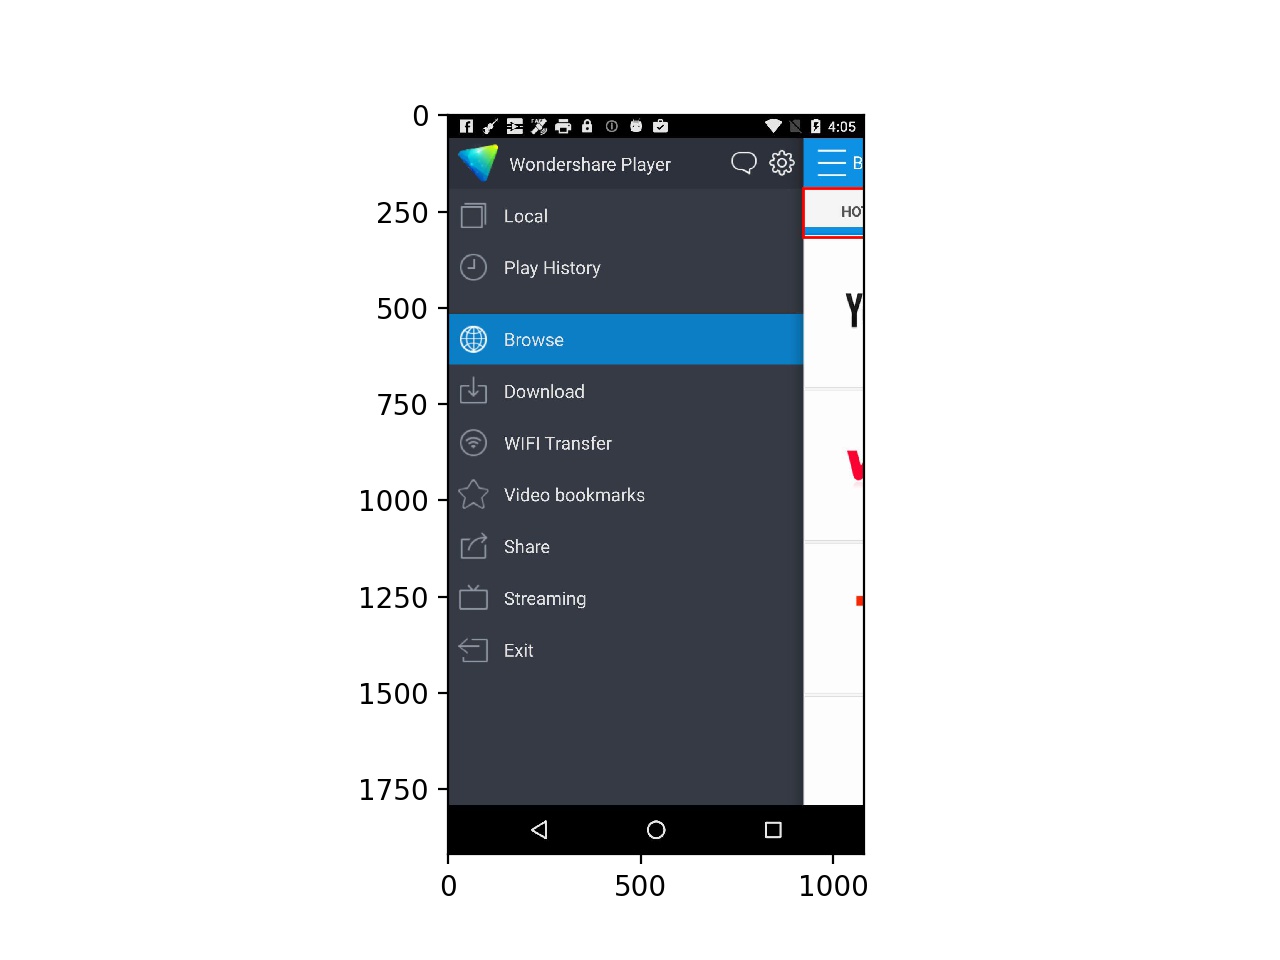 0
4:05
Wondershare Player
B
HOT
250
Local
Play History
500
Browse
750
Download
WIFI Transfer
1000
Video bookmarks
Share
1250
Streaming
Exit
1500
1750
0 500 1000